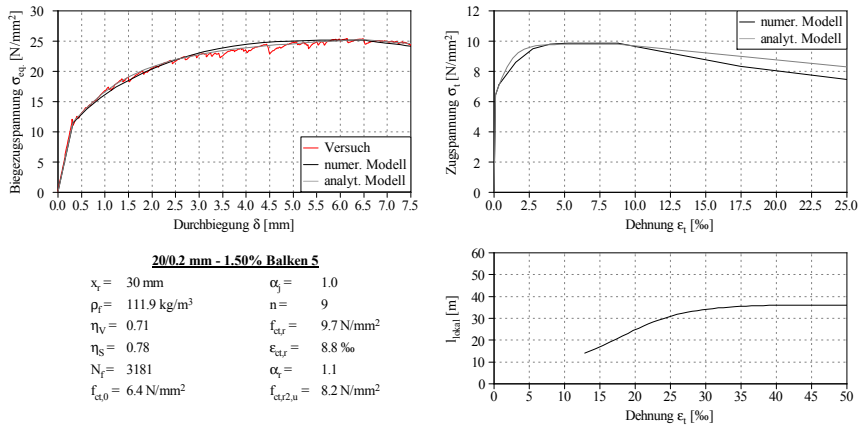 Biegezugspannung σeq. [N/mm²]
30
25
20
15
10
5
0
Versuch
numer. Modell
analyt. Modell
0.0 0.5 1.0 1.5 2.0 2.5 3.0 3.5 4.0 4.5 5.0 5.5 6.0 6.5 7.0 7.5
Durchbiegung δ [mm]
Zugspannung σt [N/mm²]
12
10
8
6
4
2
0
numer. Modell
analyt. Modell
0.0 2.5 5.0 7.5 10.0 12.5 15.0 17.5 20.0 22.5 25.0
Dehnung εt [‰]
20/0.2 mm - 1.50% Balken 5
xr = 30 mm αj = 1.0
ρf = 111.9 kg/m³ n = 9
ηV = 0.71 fct,r = 9.7 N/mm²
ηS = 0.78 εct,r = 8.8 ‰
Nf = 3181 αr = 1.1
fct,0 = 6.4 N/mm² fct,r2,u = 8.2 N/mm²
llokal [m]
60
50
40
30
20
10
0
0 5 10 15 20 25 30 35 40 45 50
Dehnung εt [‰]